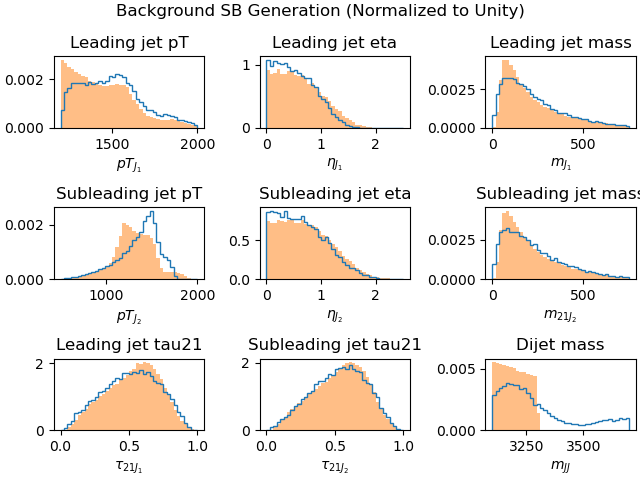 Background SB Generation (Normalized to Unity)
Leading jet pT
Leading jet eta
Leading jet mass
0.002
0.000
1500
2000
pT_{J_1}
1
0
0
1
2
η_{J_1}
0.0025
0.0000
0
500
m_{J_1}
Subleading jet pT
Subleading jet eta
Subleading jet mass
0.002
0.000
1000
2000
pT_{J_2}
0.5
0.0
0
1
2
η_{J_2}
0.0025
0.0000
0
500
m_{21J_2}
Leading jet tau21
Subleading jet tau21
Dijet mass
2
0
0.0
0.5
1.0
τ_{21J_1}
2
0
0.0
0.5
1.0
τ_{21J_2}
0.005
0.000
3250
3500
m_{JJ}